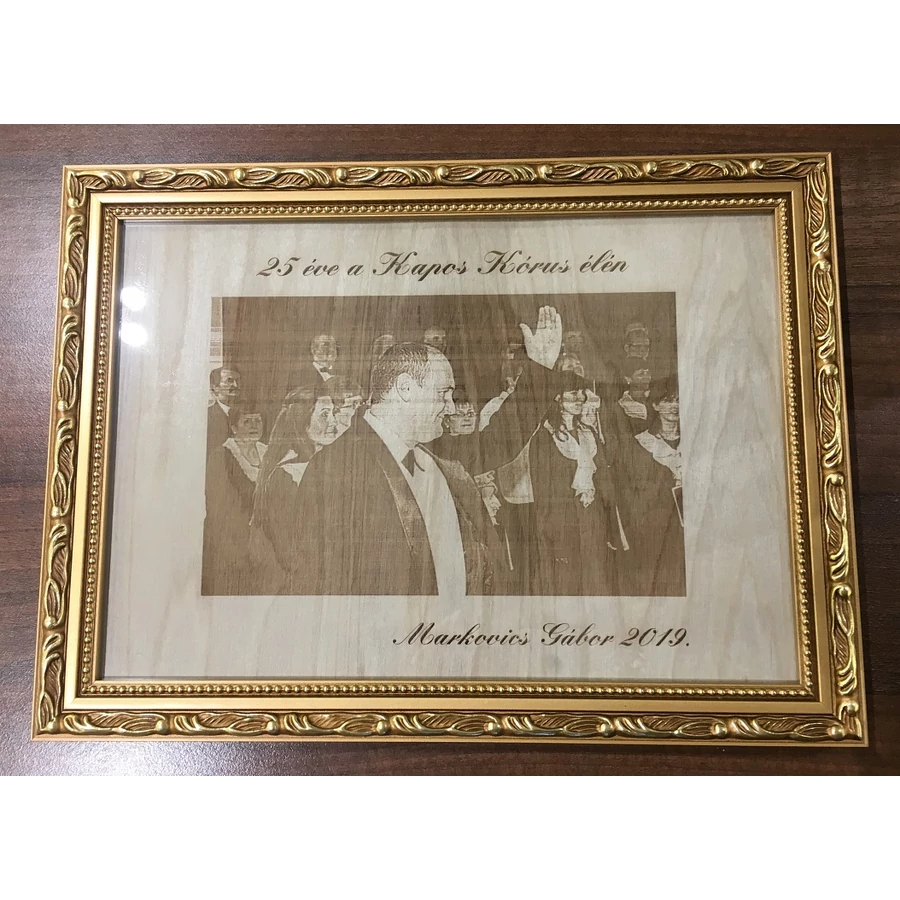 25 éve a Kapos Kórus élén
Markovics Gábor 2019.